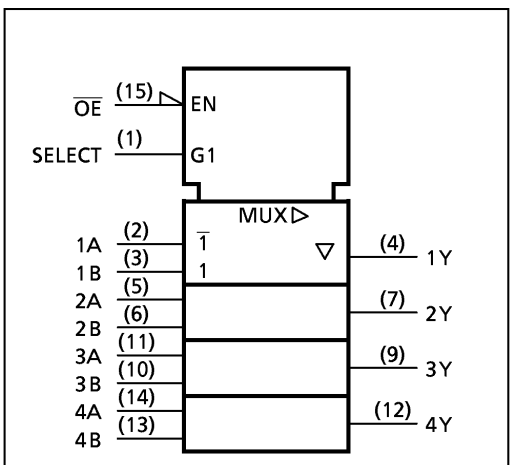 O̅E̅ (15) EN
SELECT (1) G1
MUX▷
1A (2) 1̅ ▽ (4) 1Y
1B (3) 1
2A (5)
(7) 2Y
2B (6)
3A (11)
(9) 3Y
3B (10)
4A (14)
(12) 4Y
4B (13)